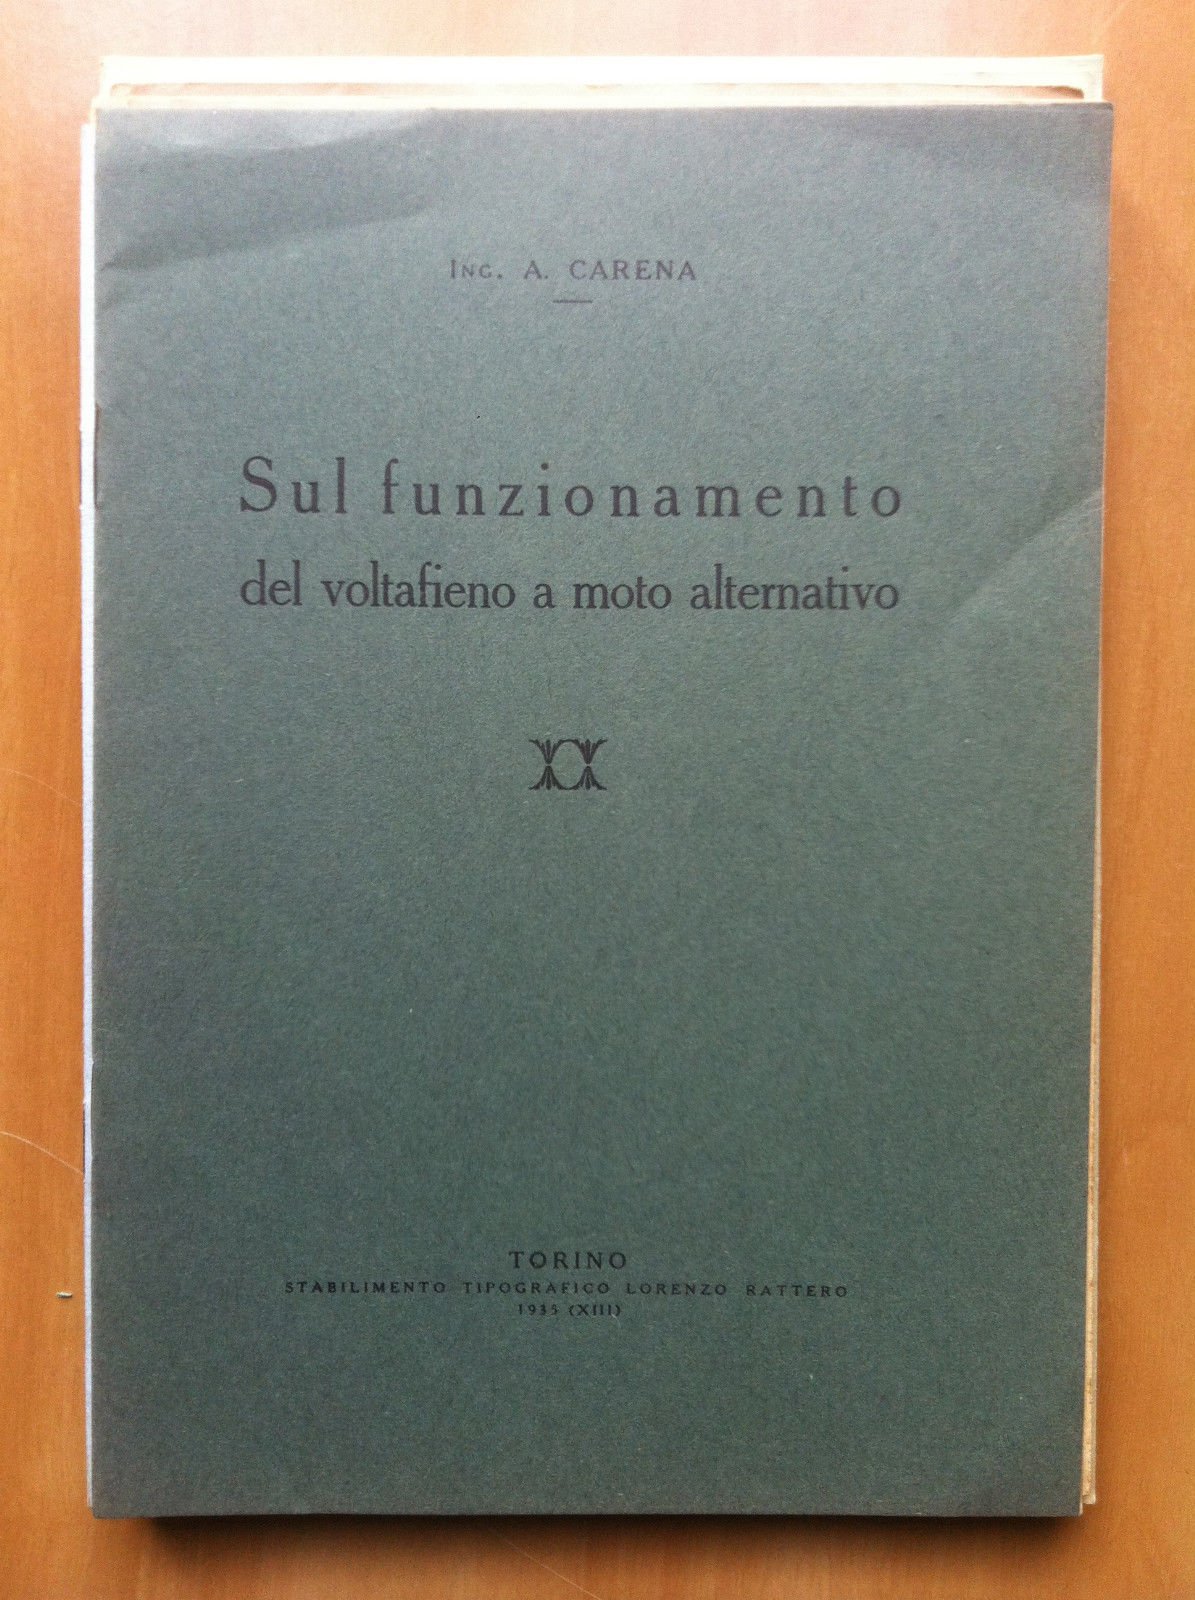 ING. A. CARENA
Sul funzionamento
del voltafieno a moto alternativo
TORINO
STABILIMENTO TIPOGRAFICO LORENZO RATTERO
1935 (XIII)